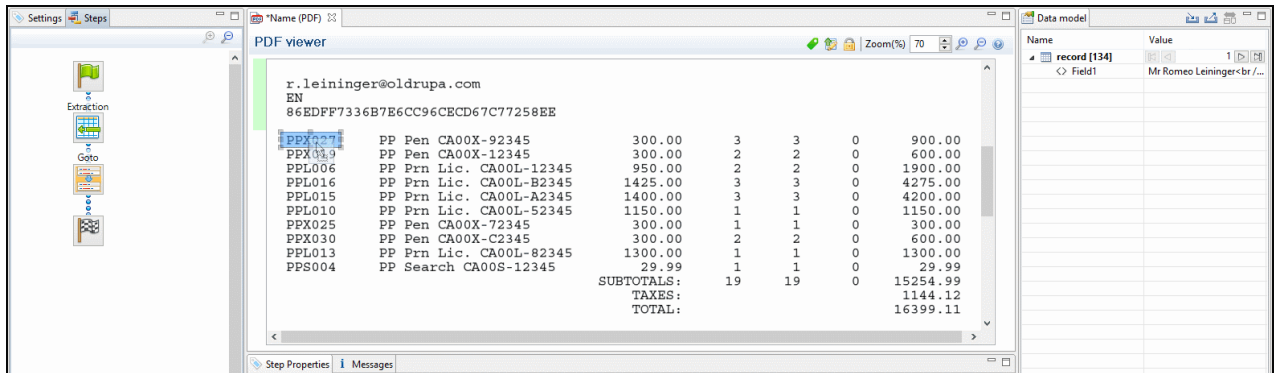 Settings Steps
Extraction
Goto
*Name (PDF)
PDF viewer Zoom(%) 70
r.leininger@oldrupa.com
EN
86EDFF7336B7E6CC96CECD67C77258EE
PPX027 PP Pen CA00X-92345 300.00 3 3 0 900.00
PPX019 PP Pen CA00X-12345 300.00 2 2 0 600.00
PPL006 PP Prn Lic. CA00L-12345 950.00 2 2 0 1900.00
PPL016 PP Prn Lic. CA00L-B2345 1425.00 3 3 0 4275.00
PPL015 PP Prn Lic. CA00L-A2345 1400.00 3 3 0 4200.00
PPL010 PP Prn Lic. CA00L-52345 1150.00 1 1 0 1150.00
PPX025 PP Pen CA00X-72345 300.00 1 1 0 300.00
PPX030 PP Pen CA00X-C2345 300.00 2 2 0 600.00
PPL013 PP Prn Lic. CA00L-82345 1300.00 1 1 0 1300.00
PPS004 PP Search CA00S-12345 29.99 1 1 0 29.99
SUBTOTALS: 19 19 0 15254.99
TAXES: 1144.12
TOTAL: 16399.11
Step Properties i Messages
Data model
Name Value
record [134] 1
<> Field1 Mr Romeo Leininger<br /...